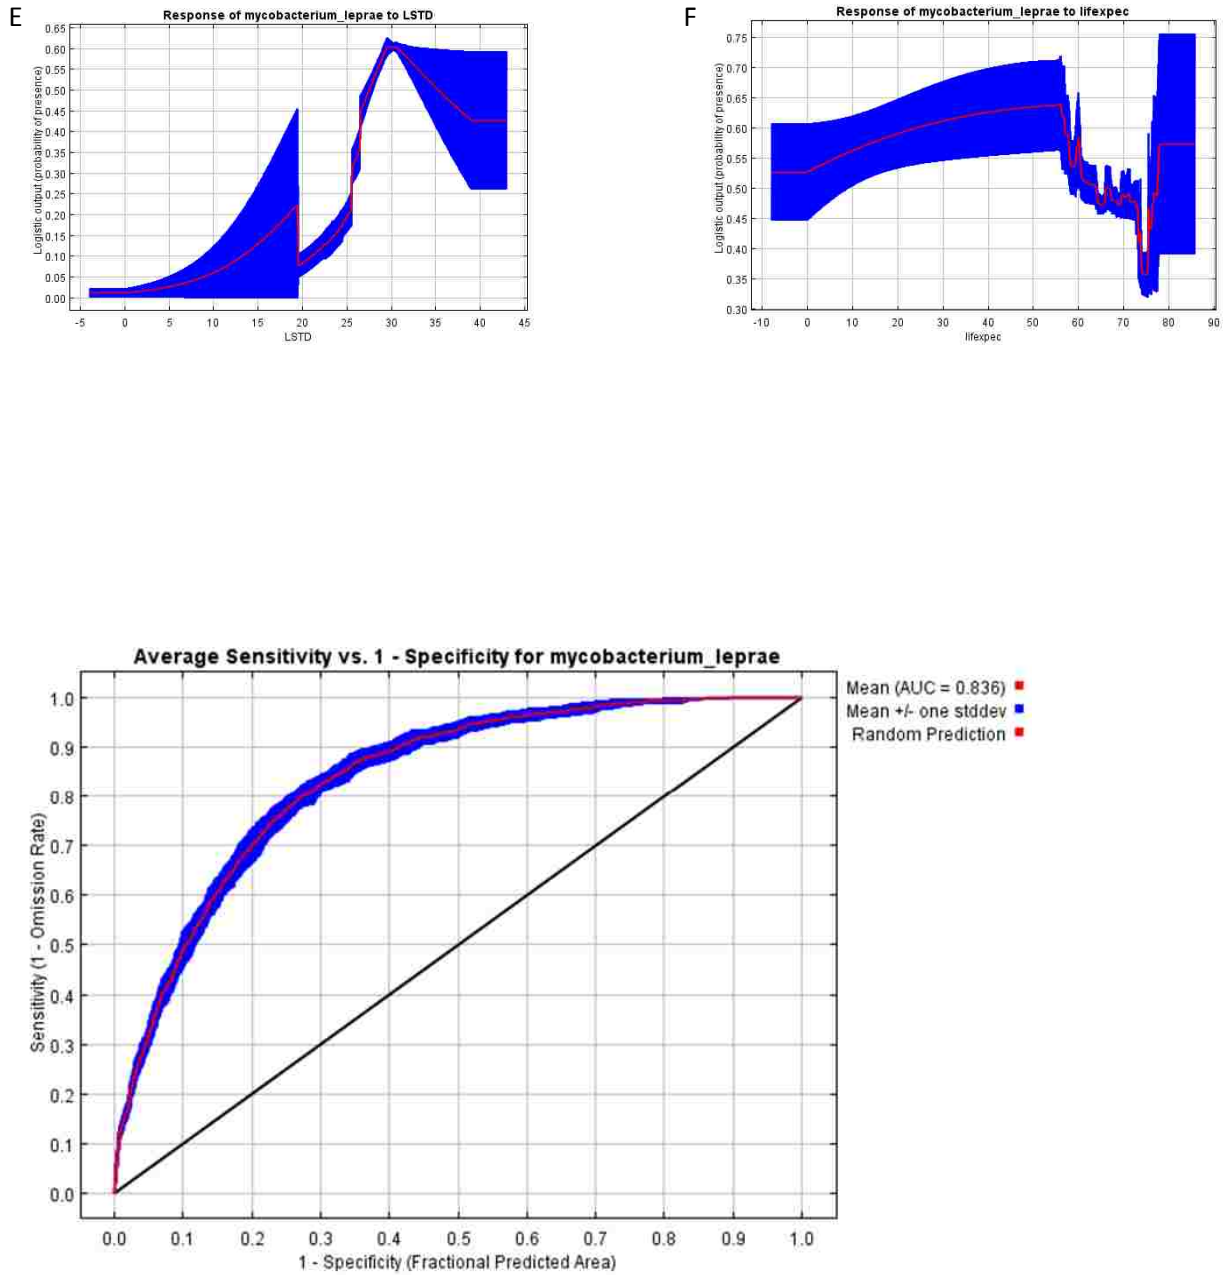 E
Response of mycobacterium_leprae to LSTD
Logistic output (probability of presence)
0.65
0.60
0.55
0.50
0.45
0.40
0.35
0.30
0.25
0.20
0.15
0.10
0.05
0.00
-5 0 5 10 15 20 25 30 35 40 45
LSTD
F
Response of mycobacterium_leprae to lifexpec
Logistic output (probability of presence)
0.75
0.70
0.65
0.60
0.55
0.50
0.45
0.40
0.35
0.30
-10 0 10 20 30 40 50 60 70 80 90
lifexpec
Average Sensitivity vs. 1 - Specificity for mycobacterium_leprae
Mean (AUC = 0.836)
Mean +/- one stddev
Random Prediction
Sensitivity (1 - Omission Rate)
1.0
0.9
0.8
0.7
0.6
0.5
0.4
0.3
0.2
0.1
0.0
0.0 0.1 0.2 0.3 0.4 0.5 0.6 0.7 0.8 0.9 1.0
1 - Specificity (Fractional Predicted Area)